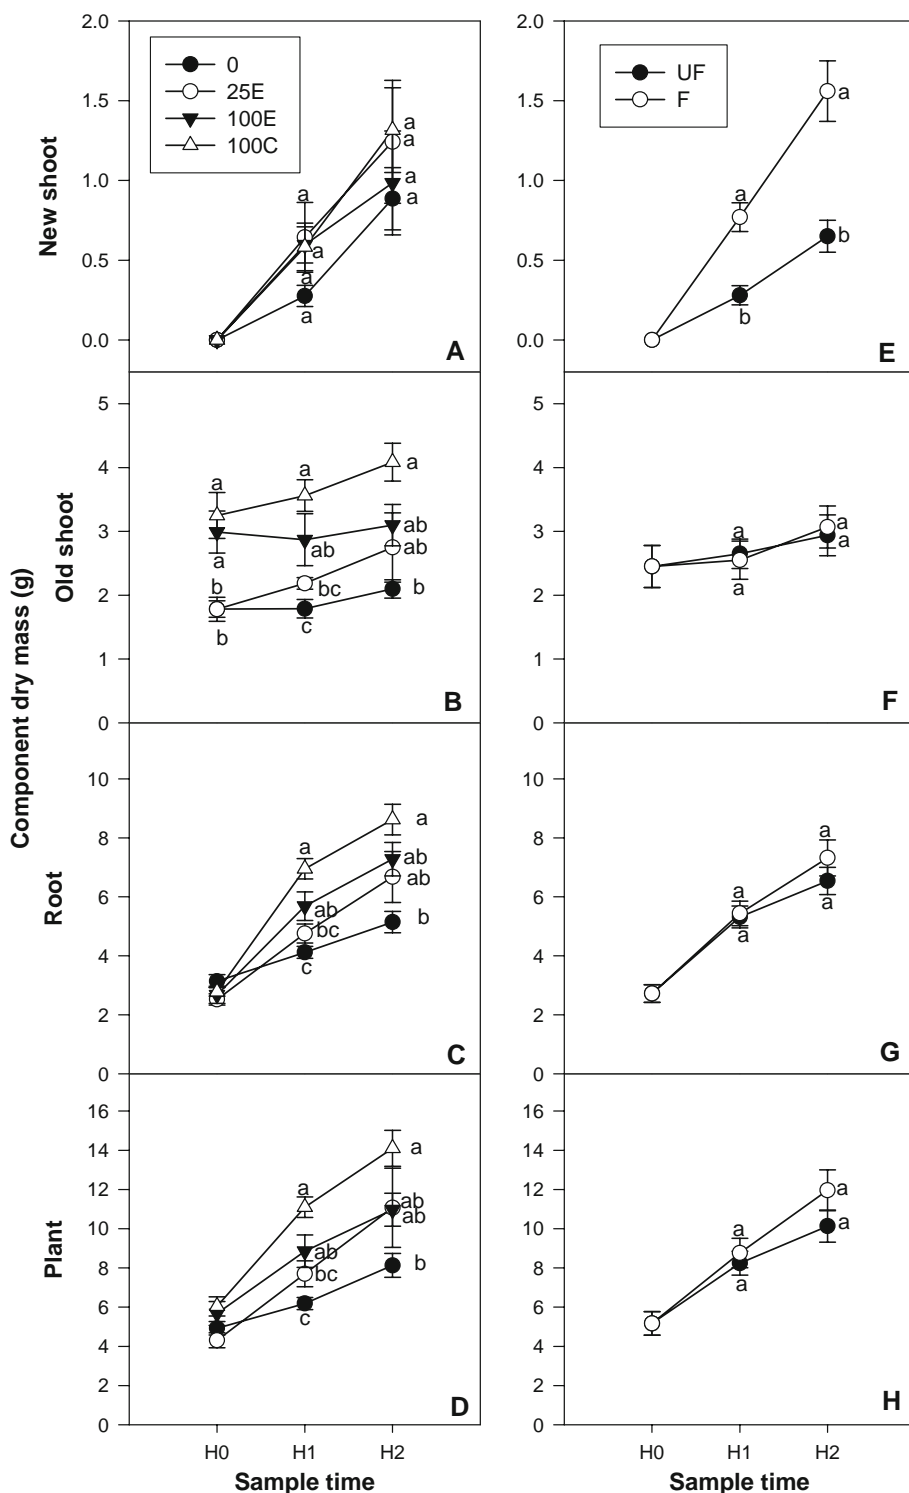 Component dry mass (g)
New shoot
2.0
1.5
1.0
0.5
0.0
0
25E
100E
100C
a
a
a
a
a
a
a
a
A
UF
F
a
a
b
b
E
Old shoot
5
4
3
2
1
0
a
a
a
a
ab
ab
ab
b
bc
b
b
c
B
a
a
a
a
F
Root
10
8
6
4
2
0
a
a
ab
ab
ab
b
bc
c
C
a
a
a
a
G
Plant
16
14
12
10
8
6
4
2
0
a
a
ab
ab
ab
bc
b
c
D
a
a
a
a
H
H0 H1 H2
Sample time
H0 H1 H2
Sample time